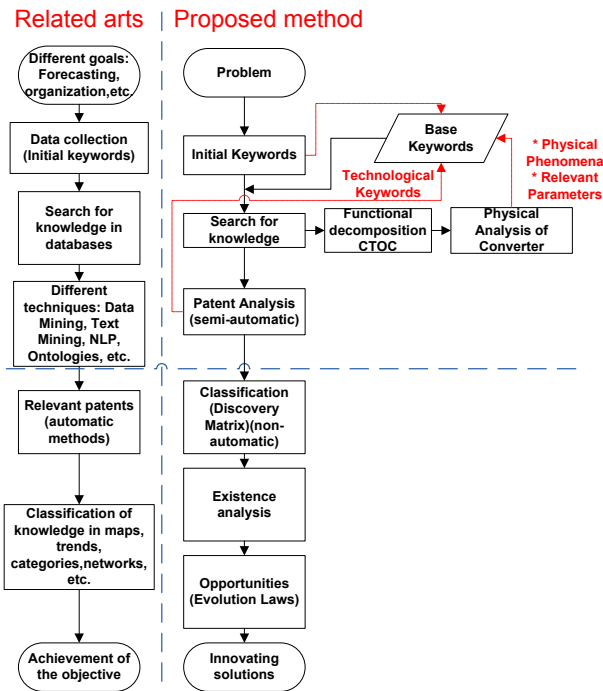 Related arts
Different goals:
Forecasting,
organization,etc.
Data collection
(Initial keywords)
Search for
knowledge in
databases
Different
techniques: Data
Mining, Text
Mining, NLP,
Ontologies, etc.
Relevant patents
(automatic
methods)
Classification of
knowledge in maps,
trends,
categories,networks,
etc.
Achievement of
the objective
Proposed method
Problem
Initial Keywords
Base
Keywords
* Physical
Phenomena
* Relevant
Parameters
Technological
Keywords
Search for
knowledge
Functional
decomposition
CTOC
Physical
Analysis of
Converter
Patent Analysis
(semi-automatic)
Classification
(Discovery
Matrix)(non-
automatic)
Existence
analysis
Opportunities
(Evolution Laws)
Innovating
solutions